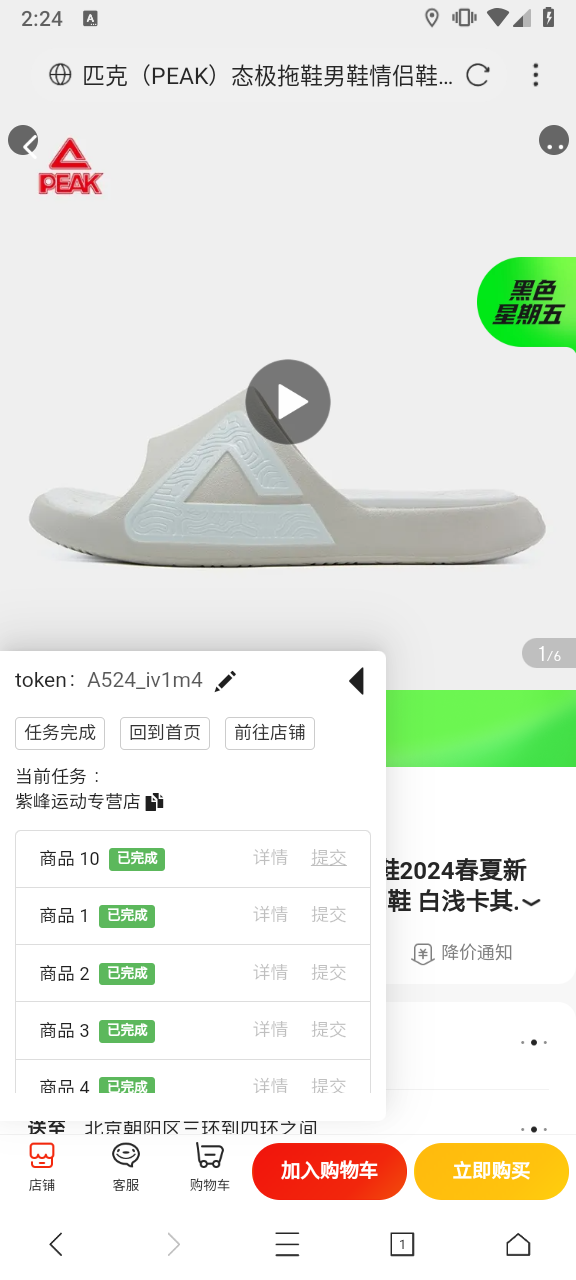 2:24
A
匹克（PEAK）态极拖鞋男鞋情侣鞋...
PEAK
黑色
星期五
1/6
token： A524_iv1m4
任务完成 回到首页 前往店铺
当前任务：
紫峰运动专营店
商品 10 已完成 详情 提交
商品 1 已完成 详情 提交
商品 2 已完成 详情 提交
商品 3 已完成 详情 提交
商品 4 已完成 详情 提交
2024春夏新
鞋 白浅卡其.
降价通知
送至 北京朝阳区三环到四环之间
店铺 客服 购物车 加入购物车 立即购买
1